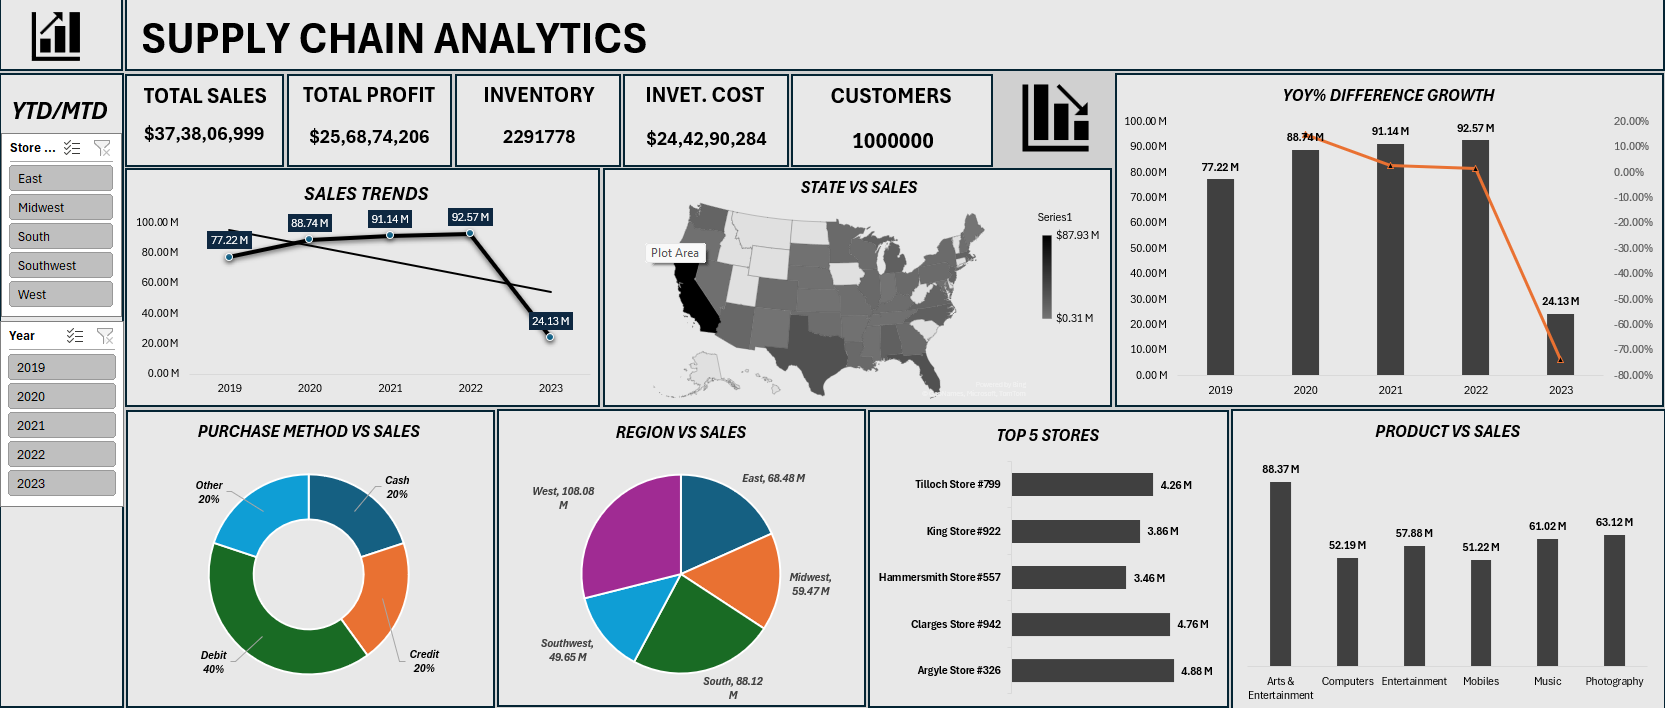 SUPPLY CHAIN ANALYTICS
YTD/MTD
Store ...
East
Midwest
South
Southwest
West
Year
2019
2020
2021
2022
2023
TOTAL SALES
$37,38,06,999
TOTAL PROFIT
$25,68,74,206
INVENTORY
2291778
INVET. COST
$24,42,90,284
CUSTOMERS
1000000
SALES TRENDS
100.00 M
80.00 M
60.00 M
40.00 M
20.00 M
0.00 M
77.22 M
88.74 M
91.14 M
92.57 M
24.13 M
2019
2020
2021
2022
2023
STATE VS SALES
Plot Area
Series1
$87.93 M
$0.31 M
YOY% DIFFERENCE GROWTH
100.00 M
90.00 M
80.00 M
70.00 M
60.00 M
50.00 M
40.00 M
30.00 M
20.00 M
10.00 M
0.00 M
77.22 M
88.74 M
91.14 M
92.57 M
24.13 M
20.00%
10.00%
0.00%
-10.00%
-20.00%
-30.00%
-40.00%
-50.00%
-60.00%
-70.00%
-80.00%
2019
2020
2021
2022
2023
PURCHASE METHOD VS SALES
Other
20%
Cash
20%
Debit
40%
Credit
20%
REGION VS SALES
West, 108.08
M
East, 68.48 M
Midwest,
59.47 M
Southwest,
49.65 M
South, 88.12
M
TOP 5 STORES
Tilloch Store #799
4.26 M
King Store #922
3.86 M
Hammersmith Store #557
3.46 M
Clarges Store #942
4.76 M
Argyle Store #326
4.88 M
PRODUCT VS SALES
88.37 M
52.19 M
57.88 M
51.22 M
61.02 M
63.12 M
Arts &
Entertainment
Computers
Entertainment
Mobiles
Music
Photography